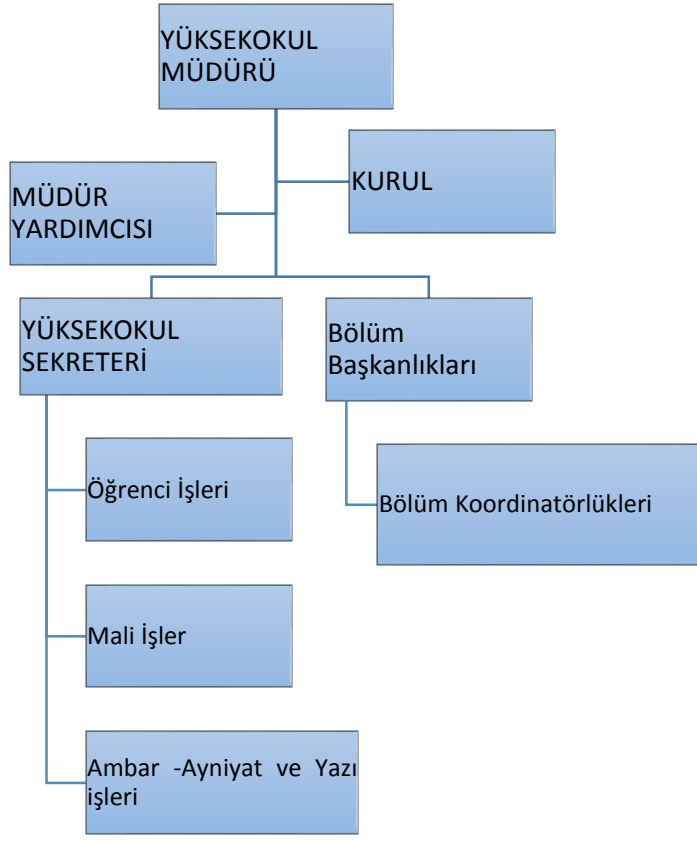 YÜKSEKOKUL
MÜDÜRÜ
KURUL
MÜDÜR
YARDIMCISI
YÜKSEKOKUL
SEKRETERİ
Bölüm
Başkanlıkları
Öğrenci İşleri
Bölüm Koordinatörlükleri
Mali İşler
Ambar -Ayniyat ve Yazı
işleri